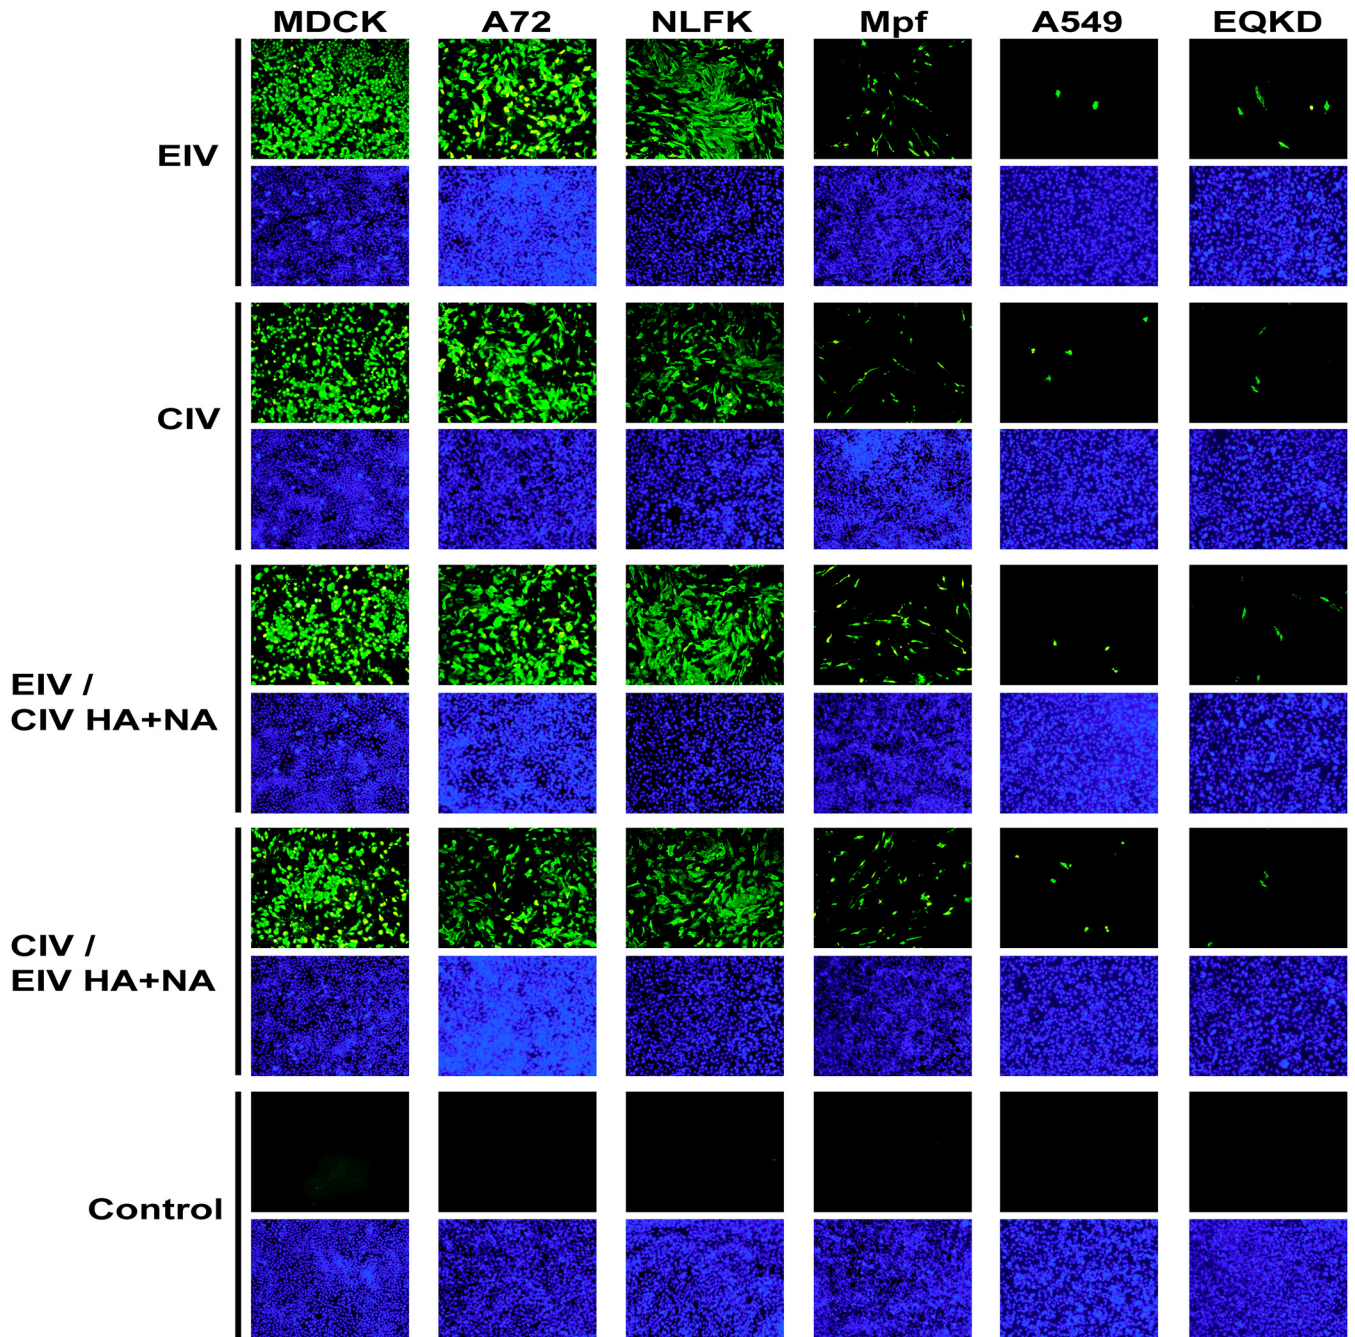 MDCK A72 NLFK Mpf A549 EQKD
EIV
CIV
EIV /
CIV HA+NA
CIV /
EIV HA+NA
Control